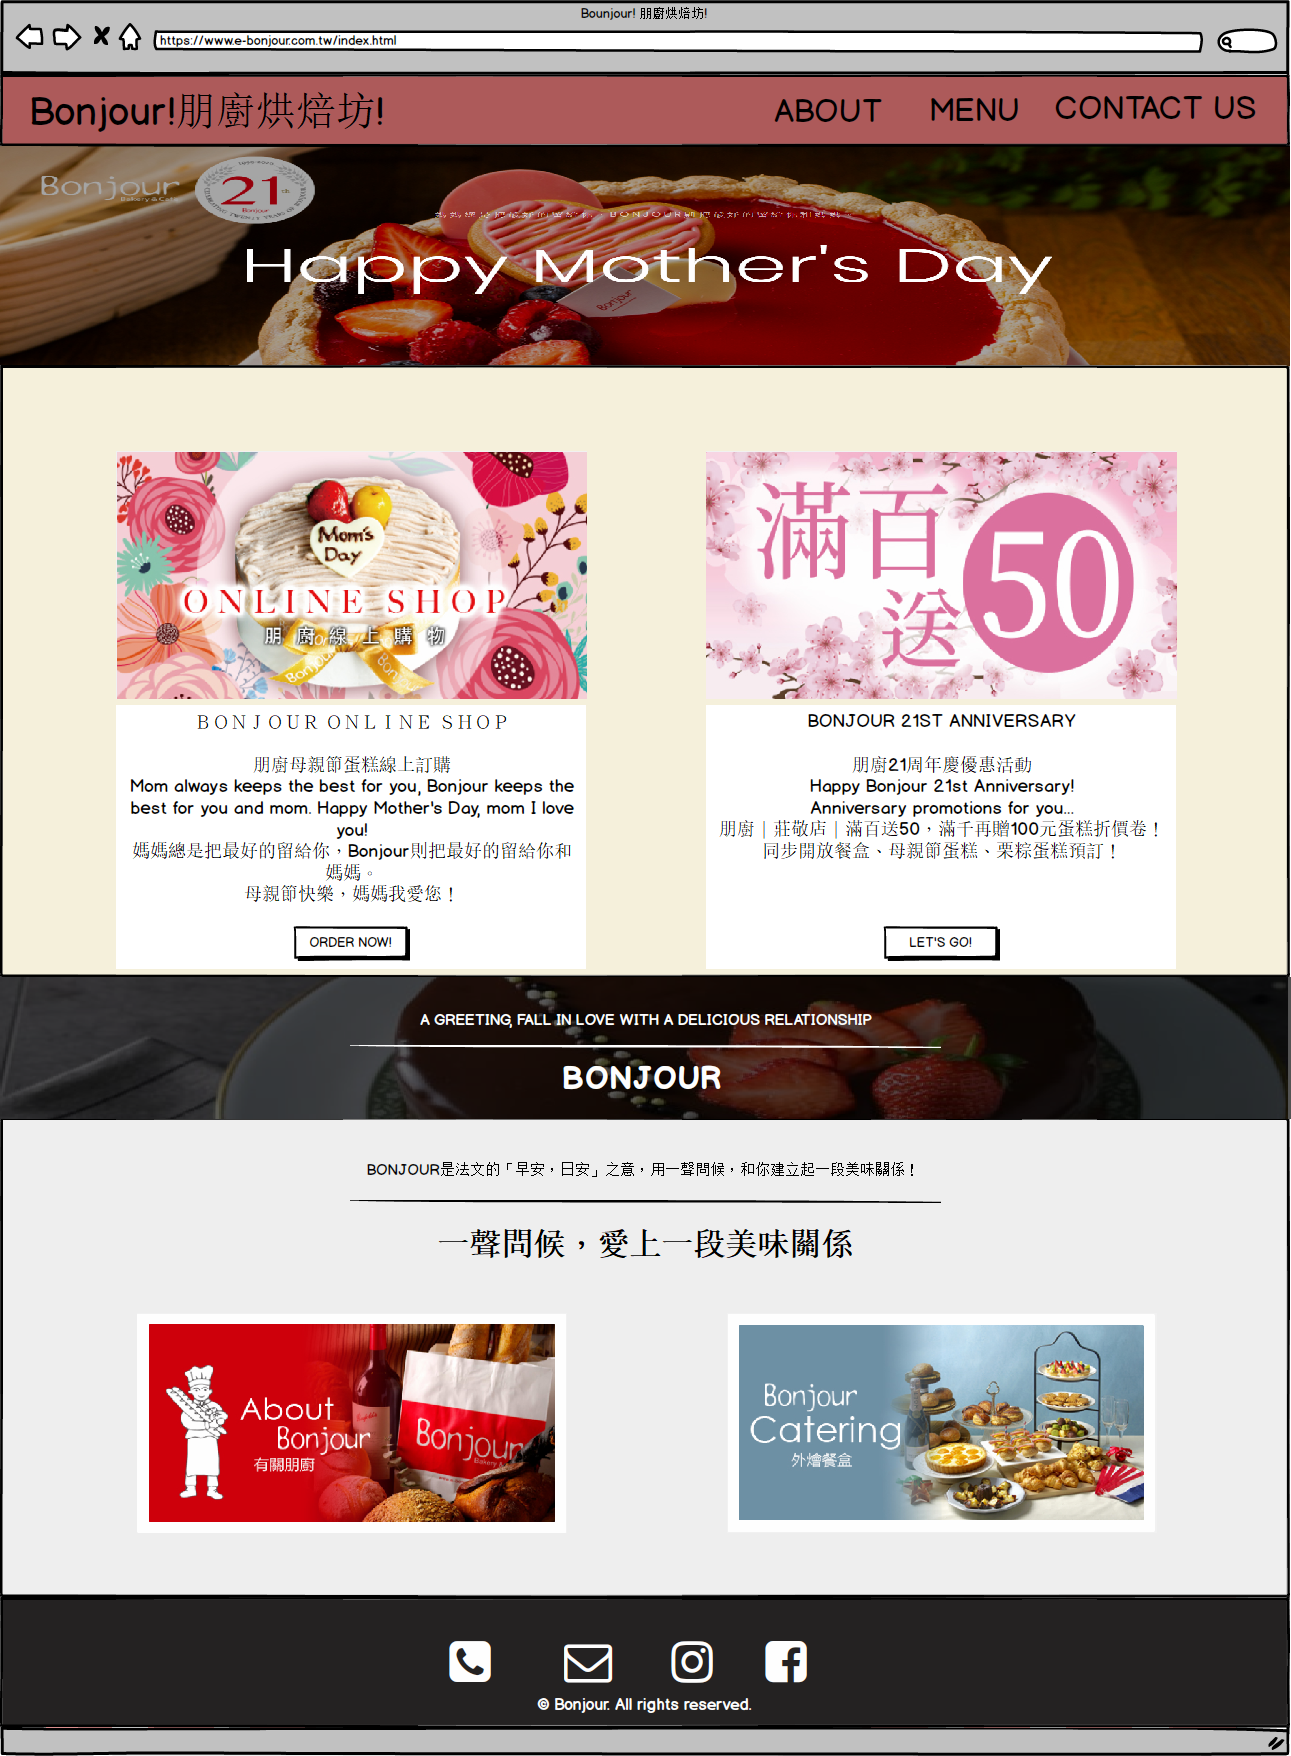 Bounjour! 朋廚烘焙坊!
https://www.e-bonjour.com.tw/index.html
Bonjour!朋廚烘焙坊!
ABOUT
MENU
CONTACT US
Bonjour
Bakery & Cafe
21th
Bonjour
Happy Mother's Day
Bonjour
Mom's
Day
ONLINE SHOP
朋廚線上購物
滿百
送
50
BONJOUR ONLINE SHOP
朋廚母親節蛋糕線上訂購
Mom always keeps the best for you, Bonjour keeps the
best for you and mom. Happy Mother's Day, mom I love
you!
媽媽總是把最好的留給你，Bonjour則把最好的留給你和
媽媽。
母親節快樂，媽媽我愛您！
ORDER NOW!
BONJOUR 21ST ANNIVERSARY
朋廚21周年慶優惠活動
Happy Bonjour 21st Anniversary!
Anniversary promotions for you...
朋廚｜莊敬店｜滿百送50，滿千再贈100元蛋糕折價卷！
同步開放餐盒、母親節蛋糕、栗粽蛋糕預訂！
LET'S GO!
A GREETING, FALL IN LOVE WITH A DELICIOUS RELATIONSHIP
BONJOUR
BONJOUR是法文的「早安，日安」之意，用一聲問候，和你建立起一段美味關係！
一聲問候，愛上一段美味關係
About
Bonjour
有關朋廚
Bonjour
Bonjour
Catering
外燴餐盒
© Bonjour. All rights reserved.